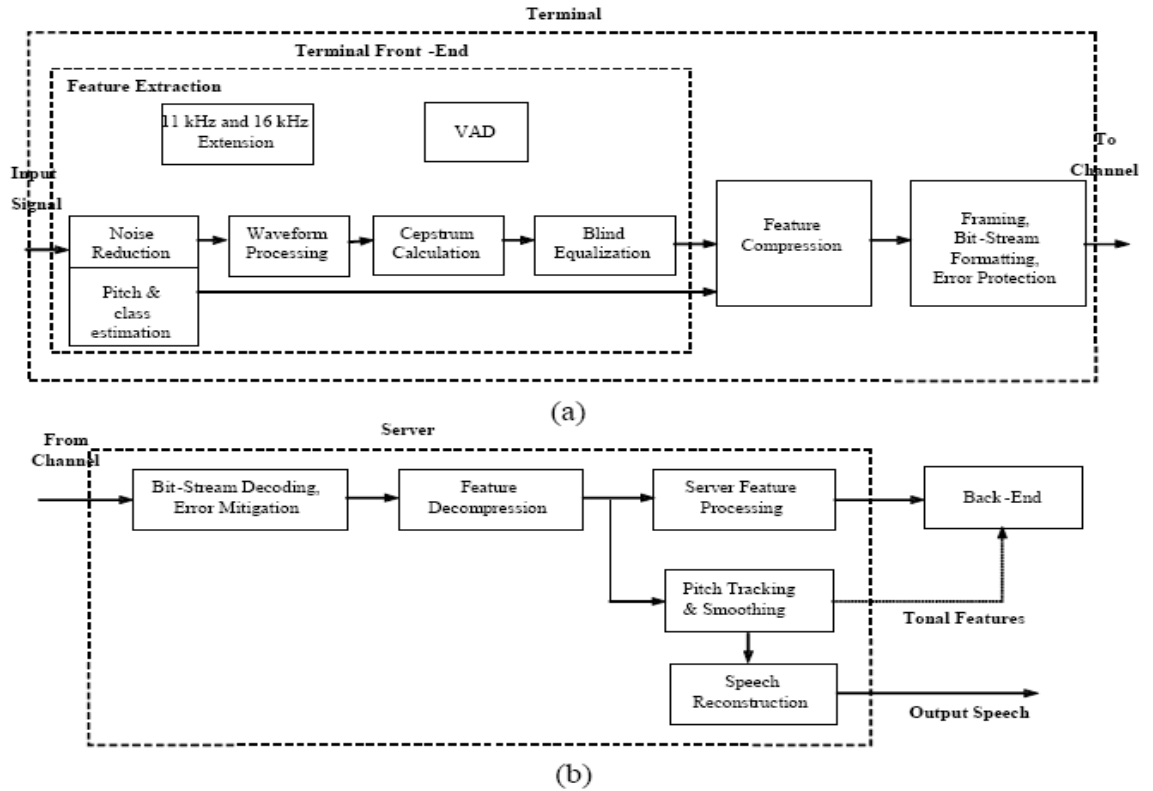 Terminal
Terminal Front -End
Feature Extraction
11 kHz and 16 kHz
Extension
VAD
To
Channel
Input
Signal
Noise
Reduction
Waveform
Processing
Cepstrum
Calculation
Blind
Equalization
Feature
Compression
Framing,
Bit-Stream
Formatting,
Error Protection
Pitch &
class
estimation
(a)
Server
From
Channel
Bit-Stream Decoding,
Error Mitigation
Feature
Decompression
Server Feature
Processing
Back -End
Pitch Tracking
& Smoothing
Tonal Features
Speech
Reconstruction
Output Speech
(b)